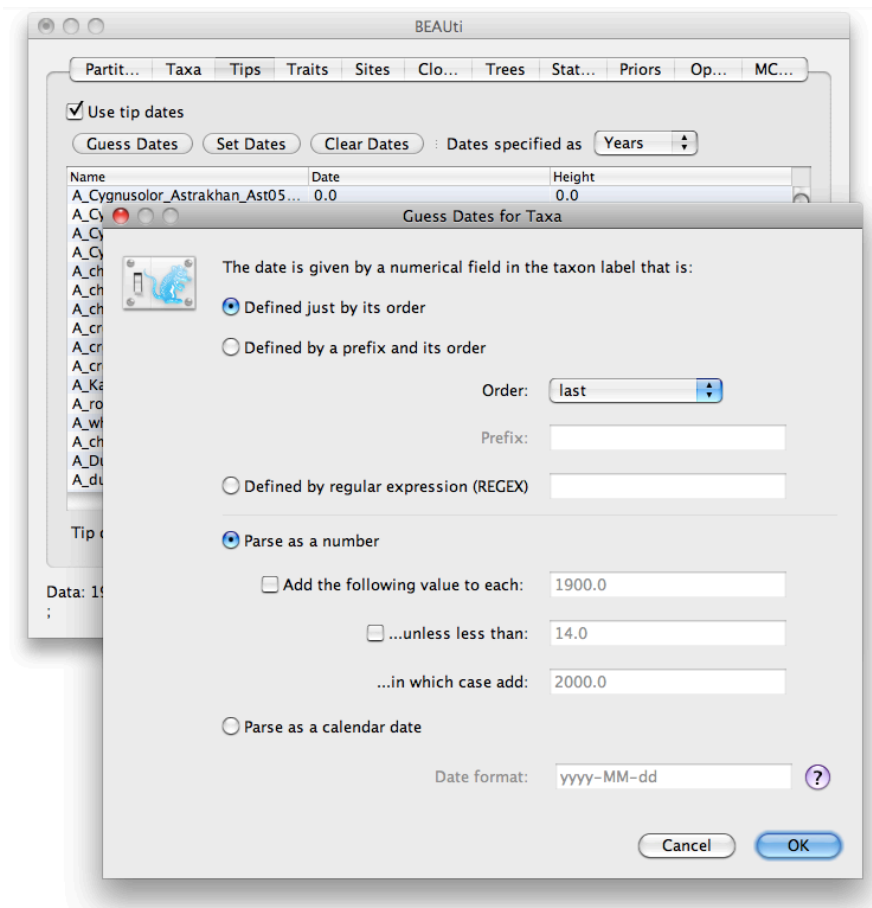 BEAUti
Partit... Taxa Tips Traits Sites Clo... Trees Stat... Priors Op... MC...
Use tip dates
Guess Dates Set Dates Clear Dates Dates specified as Years
Name Date Height
A_Cygnusolor_Astrakhan_Ast05... 0.0 0.0
A_Cy
A_Cy
A_Cy
A_ch
A_ch
A_ch
A_cr
A_cr
A_cr
A_Ka
A_ro
A_wh
A_ch
A_Du
A_du
Tip
Data: 19
;
Guess Dates for Taxa
The date is given by a numerical field in the taxon label that is:
Defined just by its order
Defined by a prefix and its order
Order: last
Prefix:
Defined by regular expression (REGEX)
Parse as a number
Add the following value to each: 1900.0
...unless less than: 14.0
...in which case add: 2000.0
Parse as a calendar date
Date format: yyyy-MM-dd ?
Cancel OK